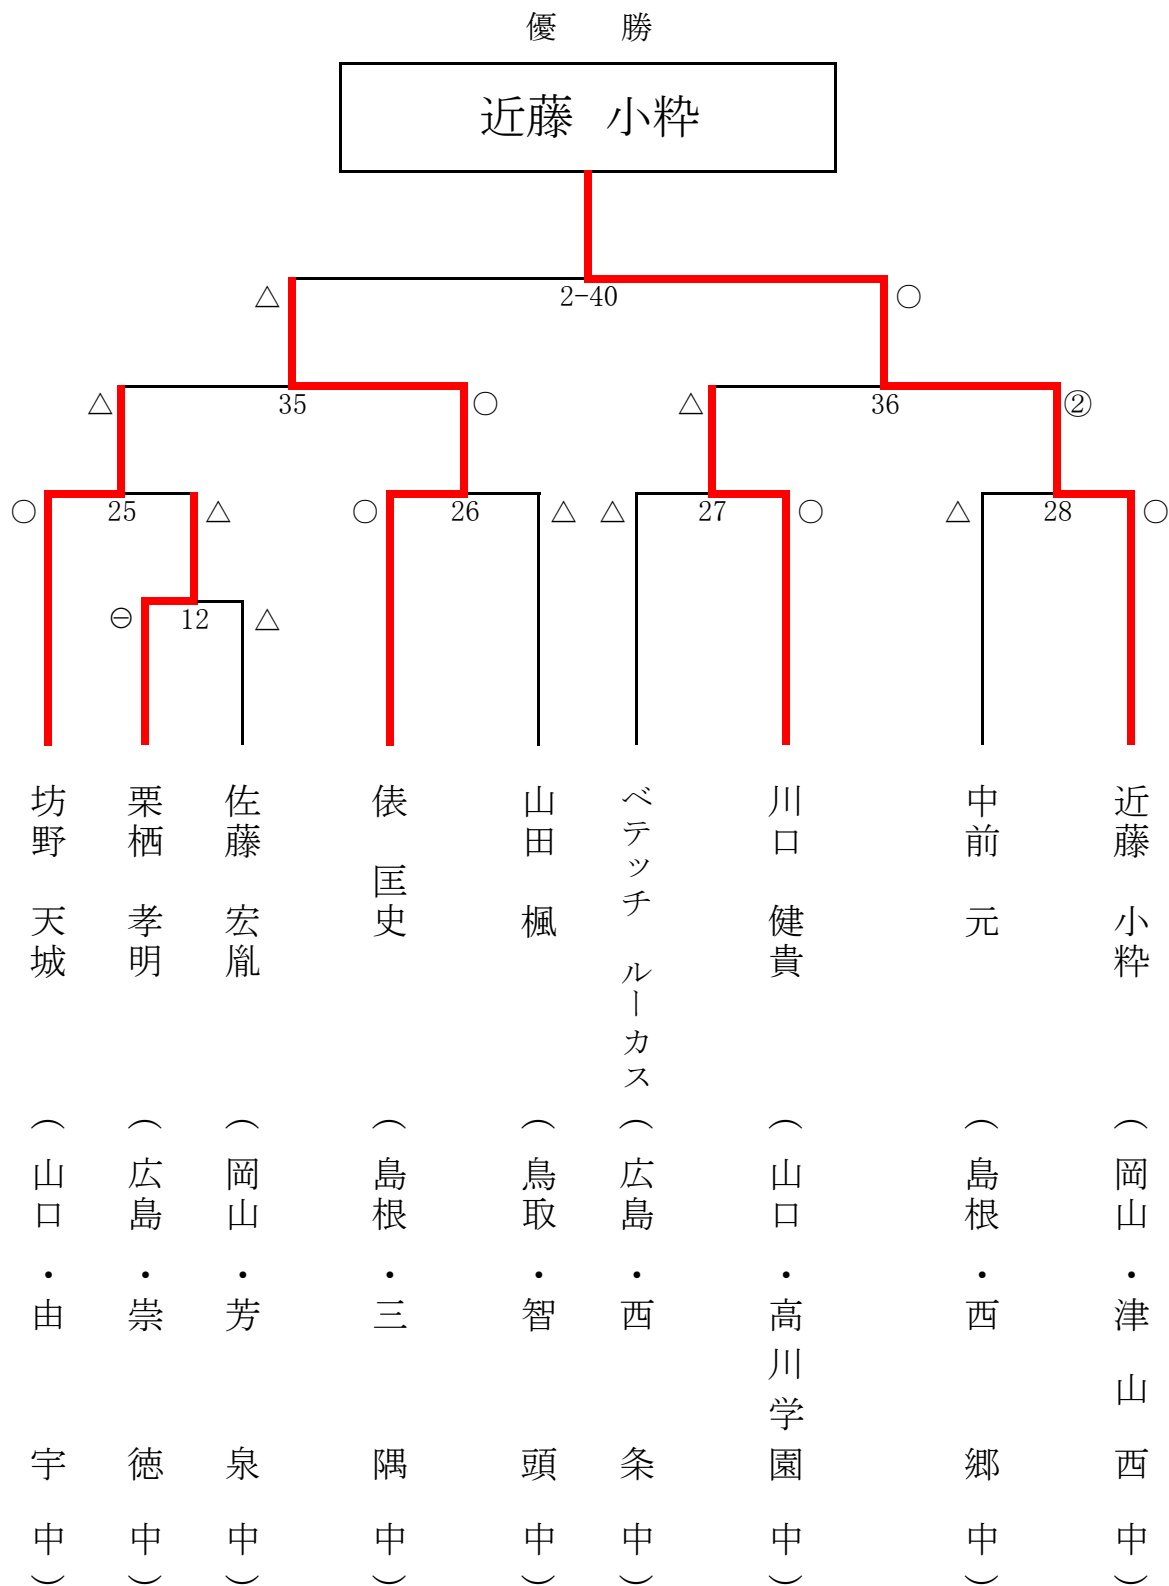 優　勝
近藤 小粋
△ 2-40 ○
△ 35 ○ △ 36 ②
○ 25 △ ○ 26 △ △ 27 ○ △ 28 ○
⊖ 12 △
坊野 天城 （山口・由宇中）
栗栖 孝明 （広島・崇徳中）
佐藤 宏胤 （岡山・芳泉中）
俵 匡史 （島根・三隅中）
山田 楓 （鳥取・智頭中）
ベテッチ ルーカス （広島・西条中）
川口 健貴 （山口・高川学園中）
中前 元 （島根・西郷中）
近藤 小粋 （岡山・津山西中）